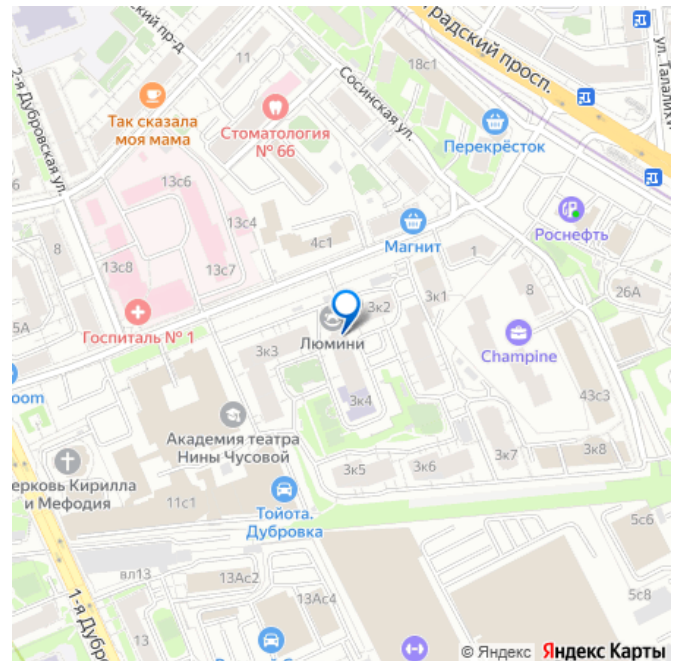 градский просп.
ский пр-д
11
18с1
ул. Талалиху
Сосинская ул.
2-я Дубровская ул.
Так сказала
моя мама
Стоматология
№ 66
Перекрёсток
13с6
13с4
Роснефть
8
4с1
Магнит
1
13с8
13с7
3к1
8
26А
5А
Госпиталь № 1
3к2
Люмини
3к3
Champine
oom
3к4
43с3
Академия театра
Нины Чусовой
3к7
3к8
3к5
3к6
ерковь Кирилла
и Мефодия
11с1
Тойота.
Дубровка
5с6
вл13
13Ас2
13Ас4
5с8
1-я Дубро
13
© Яндекс Яндекс Карты